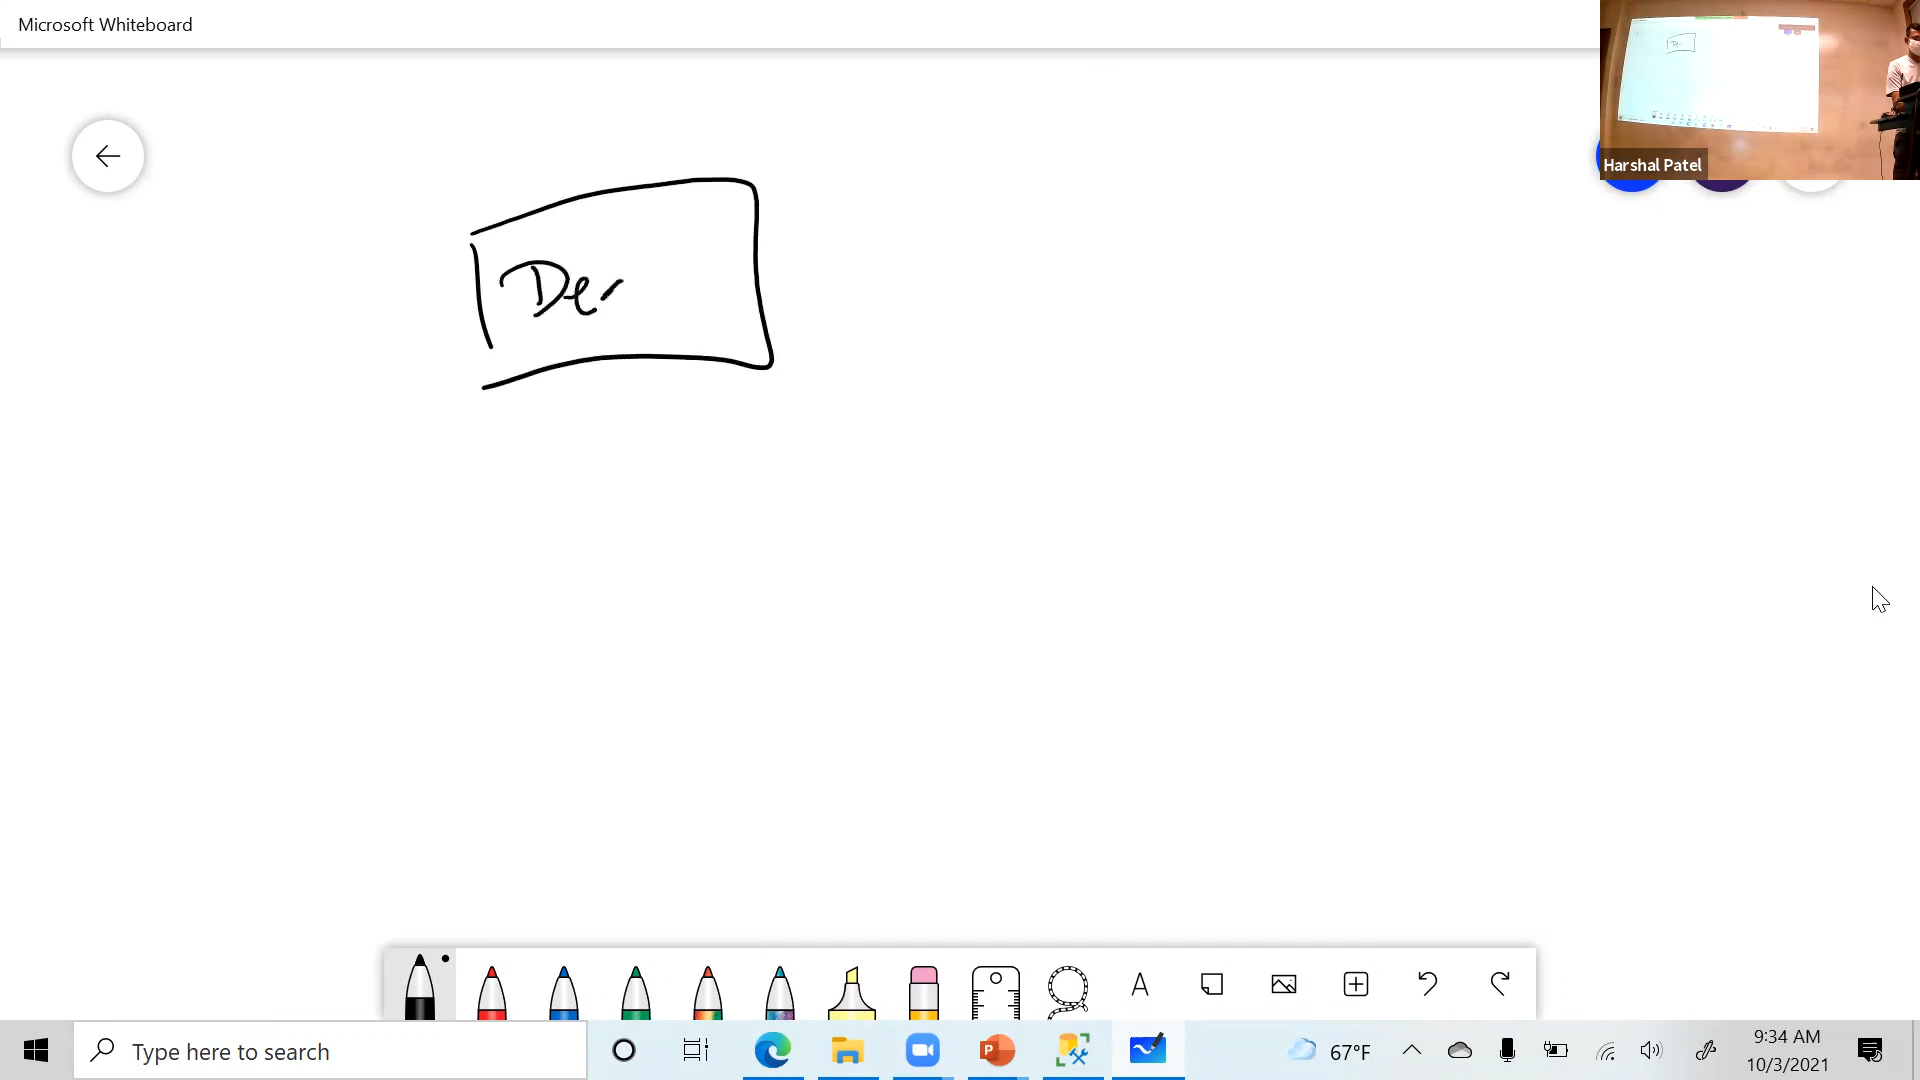 Microsoft Whiteboard
Harshal Patel
De
A
P
Type here to search
67°F
9:34 AM
10/3/2021